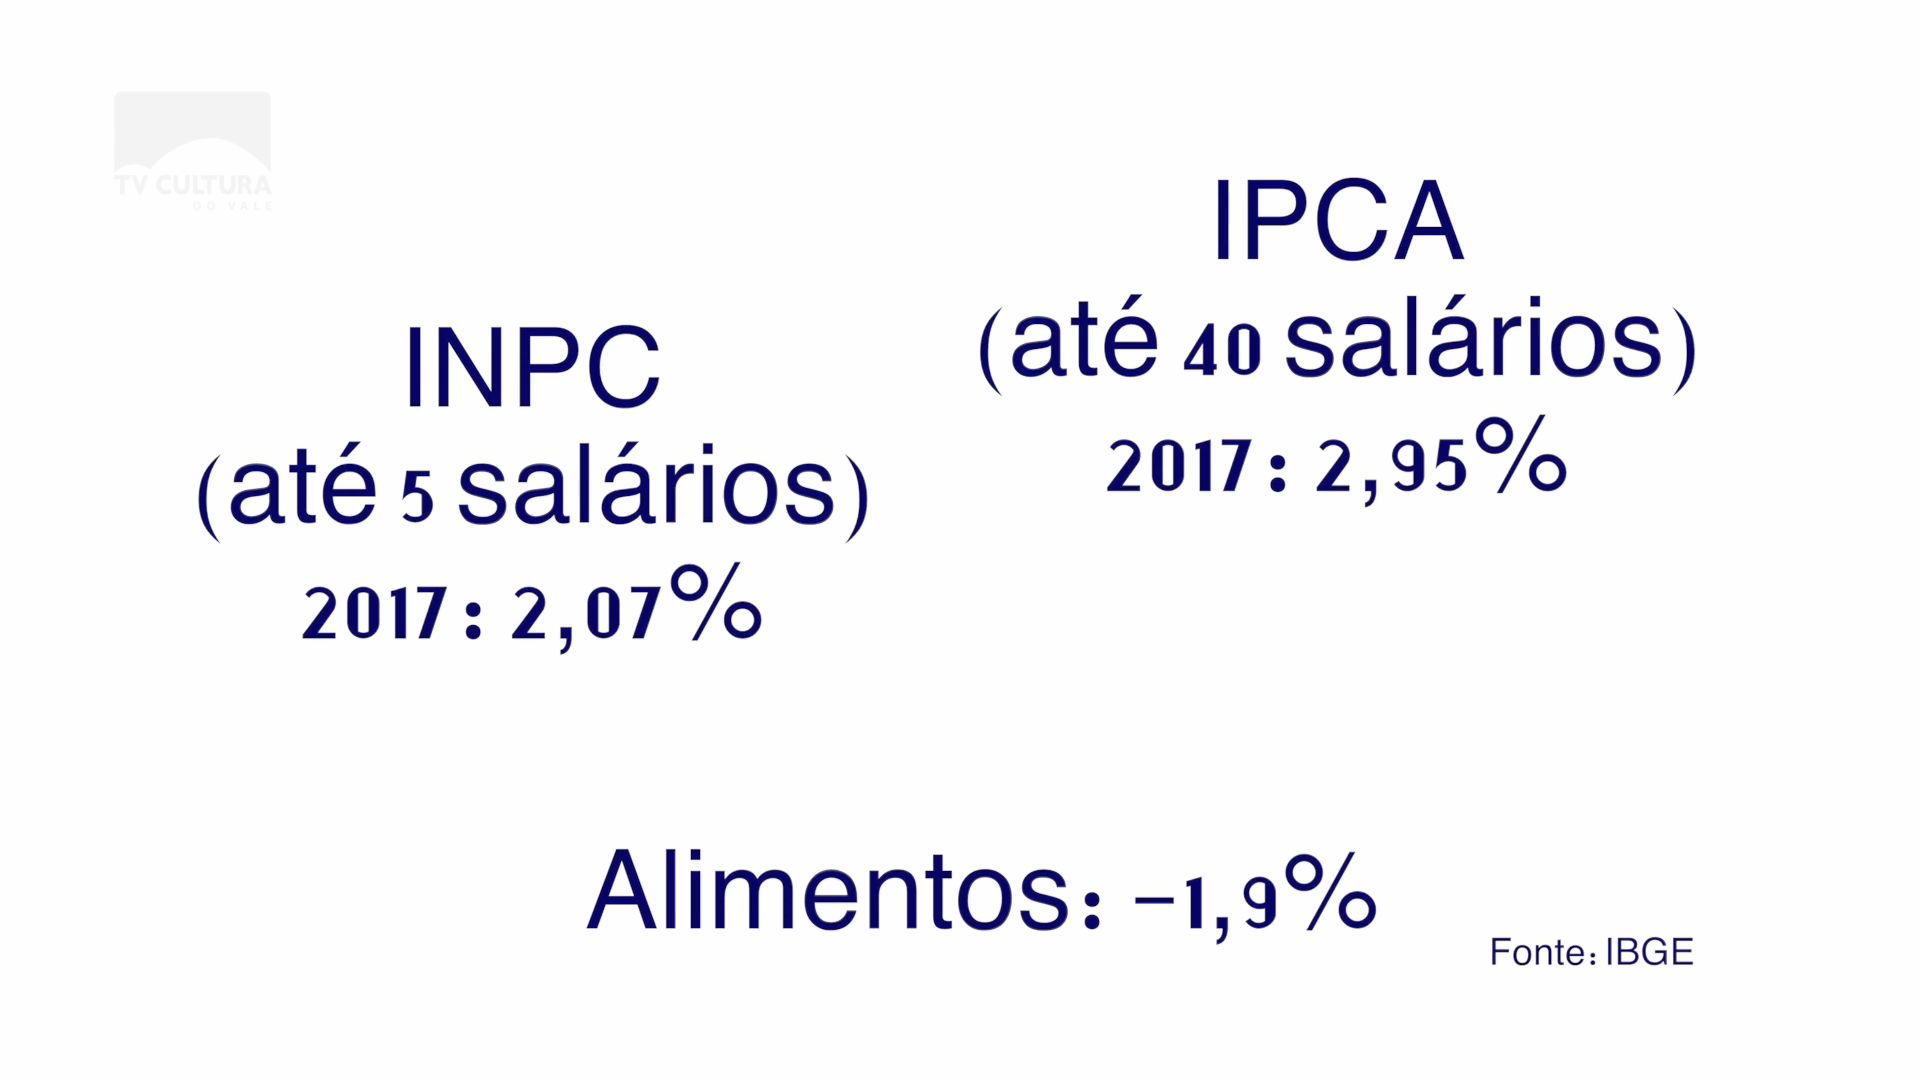 TV CULTURA
DO VALE
INPC
(até 5 salários)
2017: 2,07%
IPCA
(até 40 salários)
2017: 2,95%
Alimentos: -1,9%
Fonte: IBGE